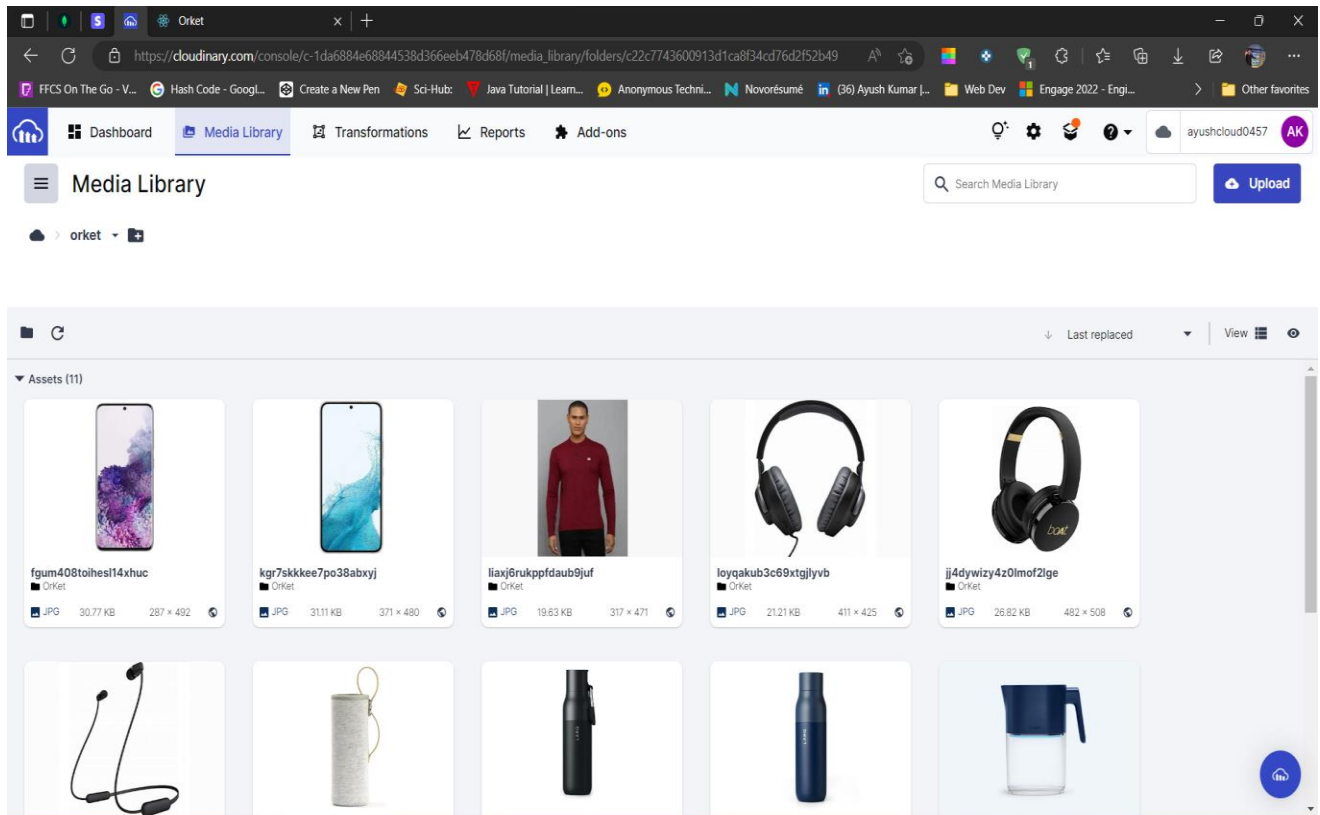 Orket
https://cloudinary.com/console/c-1da6884e68844538d366eeb478d68f/media_library/folders/c22c7743600913d1ca8f34cd76d2f52b49
FFCS On The Go - V... Hash Code - Googl... Create a New Pen Sci-Hub: Java Tutorial | Learn... Anonymous Techni... Novorésumé (36) Ayush Kumar |... Web Dev Engage 2022 - Engi... Other favorites
Dashboard Media Library Transformations Reports Add-ons ayushcloud0457 AK
Media Library Search Media Library Upload
orket
Last replaced View
Assets (11)
boAt
fgum408toihesl14xhuc kgr7skkkee7po38abxyj liaxj6rukppfdaub9juf loyqakub3c69xtgjlyvb jj4dywizy4z0lmof2lge
OrKet OrKet OrKet OrKet OrKet
JPG 30.77 KB 287 × 492 JPG 31.11 KB 371 × 480 JPG 19.63 KB 317 × 471 JPG 21.21 KB 411 × 425 JPG 26.82 KB 482 × 508
LARQ LARQ